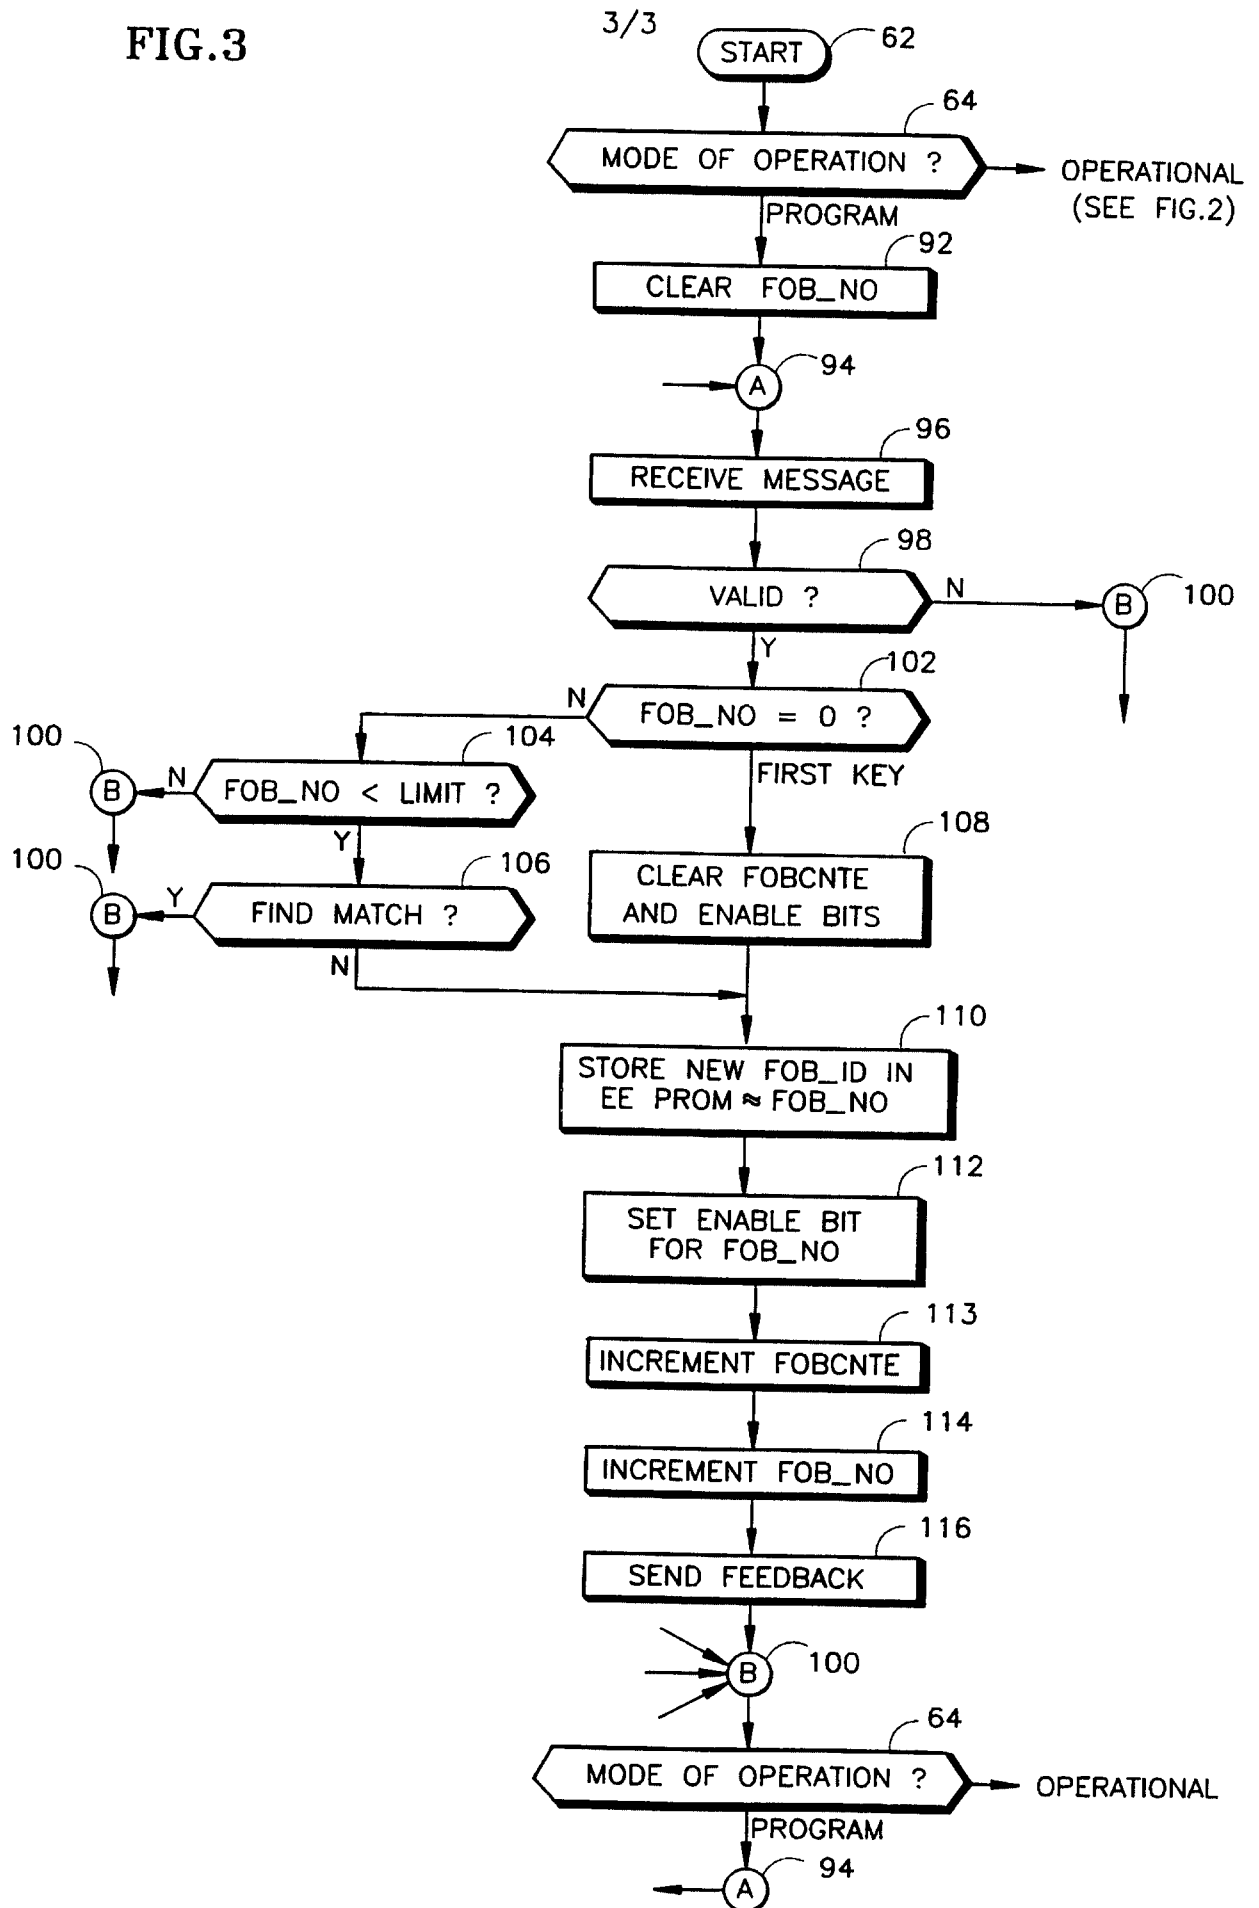 FIG.3
3/3
START
62
64
MODE OF OPERATION ?
OPERATIONAL
(SEE FIG.2)
PROGRAM
92
CLEAR FOB_NO
94
A
96
RECEIVE MESSAGE
98
VALID ?
N
B
100
Y
102
N
FOB_NO = 0 ?
100
104
B
N
FOB_NO < LIMIT ?
FIRST KEY
Y
108
100
106
B
Y
FIND MATCH ?
CLEAR FOBCNTE
AND ENABLE BITS
N
110
STORE NEW FOB_ID IN
EE PROM ≈ FOB_NO
112
SET ENABLE BIT
FOR FOB_NO
113
INCREMENT FOBCNTE
114
INCREMENT FOB_NO
116
SEND FEEDBACK
B
100
64
MODE OF OPERATION ?
OPERATIONAL
PROGRAM
94
A